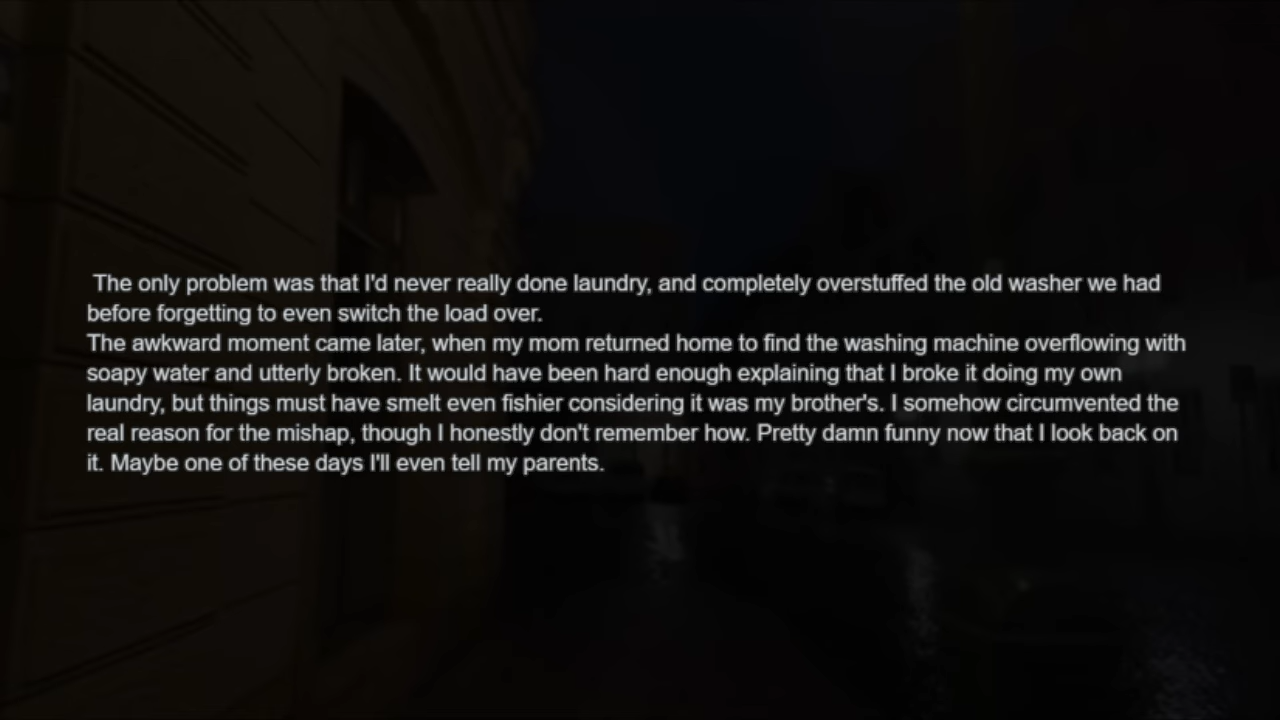 The only problem was that I'd never really done laundry, and completely overstuffed the old washer we had
before forgetting to even switch the load over.
The awkward moment came later, when my mom returned home to find the washing machine overflowing with
soapy water and utterly broken. It would have been hard enough explaining that I broke it doing my own
laundry, but things must have smelt even fishier considering it was my brother's. I somehow circumvented the
real reason for the mishap, though I honestly don't remember how. Pretty damn funny now that I look back on
it. Maybe one of these days I'll even tell my parents.